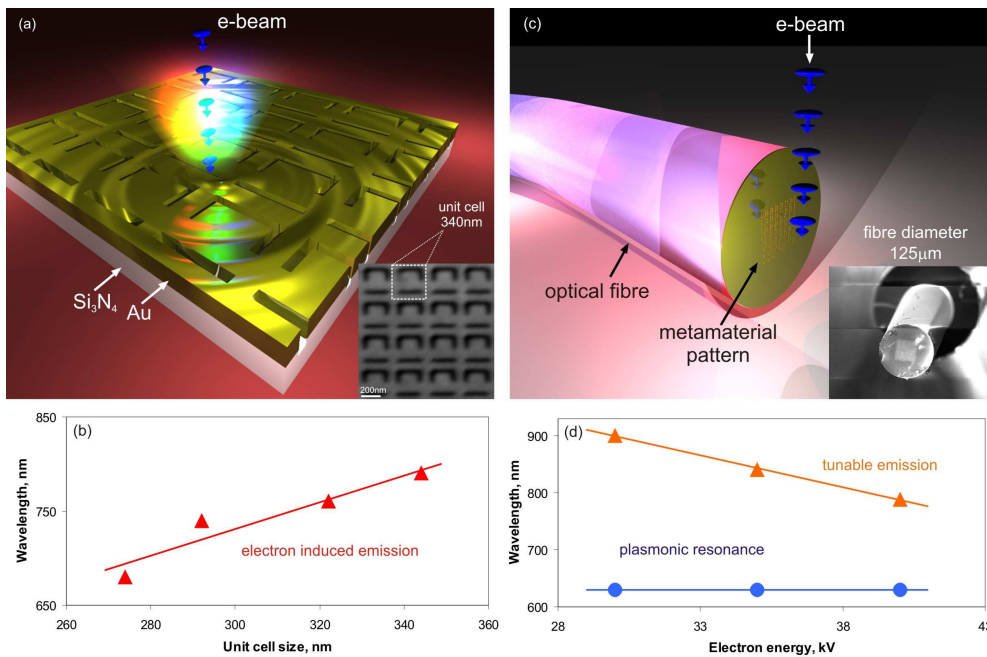 (a)
e-beam
unit cell
340nm
Si₃N₄
Au
200nm
(c)
e-beam
fibre diameter
125μm
optical fibre
metamaterial
pattern
(b)
850
750
650
Wavelength, nm
electron induced emission
260 280 300 320 340 360
Unit cell size, nm
(d)
900
800
700
600
Wavelength, nm
tunable emission
plasmonic resonance
28 33 38 43
Electron energy, kV